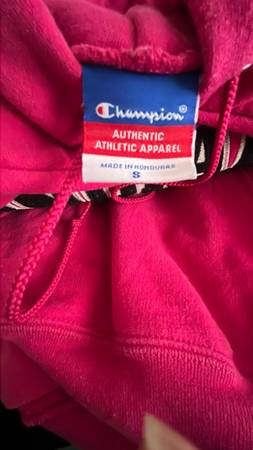 Champion®
AUTHENTIC
ATHLETIC APPAREL
MADE IN HONDURAS
S